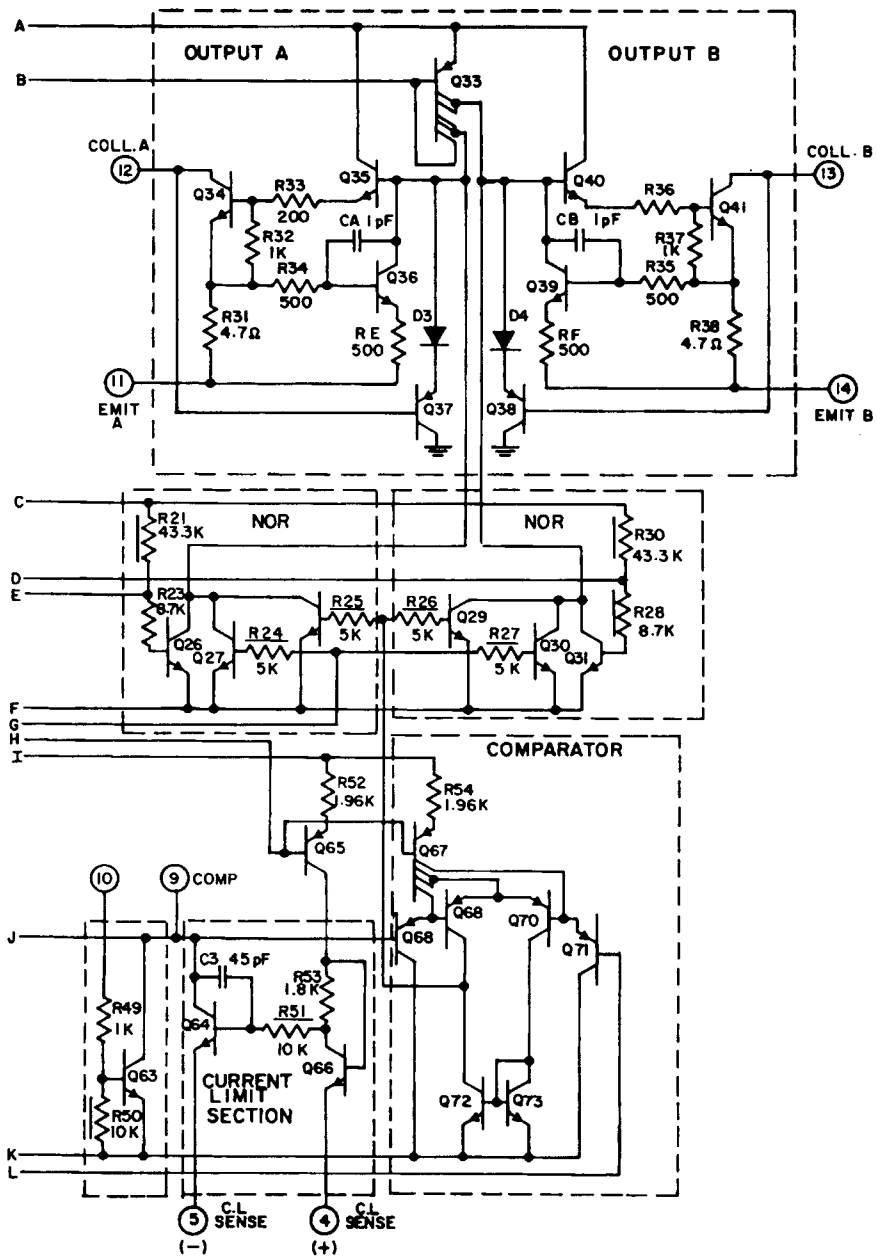 A
OUTPUT A
OUTPUT B
B
Q33
COLL.A
12
COLL. B
13
Q34
R33
200
Q35
Q40
R36
Q41
CA 1pF
CB 1pF
R32
1K
R37
1K
R34
500
Q36
Q39
R35
500
R31
4.7Ω
RE
500
D3
D4
RF
500
R38
4.7Ω
11
EMIT
A
Q37
Q38
14
EMIT B
C
NOR
NOR
R21
43.3K
R30
43.3K
D
E
R23
8.7K
R25
5K
R26
5K
Q29
R28
8.7K
Q26
Q27
R24
5K
R27
5K
Q30
Q31
F
G
H
I
COMPARATOR
R52
1.96K
R54
1.96K
Q65
Q67
10
9
COMP
Q68
Q70
J
Q68
Q71
C3 45pF
R53
1.8K
R49
1K
Q64
R51
10K
Q66
Q63
CURRENT
LIMIT
SECTION
R50
10K
Q72
Q73
K
L
5
C.L
SENSE
(-)
4
C.L
SENSE
(+)